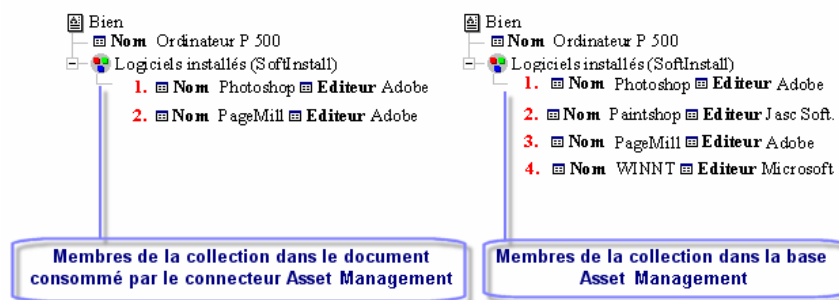 Bien
Nom Ordinateur P 500
Logiciels installés (SoftInstall)
1. Nom Photoshop Editeur Adobe
2. Nom PageMill Editeur Adobe
Membres de la collection dans le document
consommé par le connecteur Asset Management
Bien
Nom Ordinateur P 500
Logiciels installés (SoftInstall)
1. Nom Photoshop Editeur Adobe
2. Nom Paintshop Editeur Jasc Soft.
3. Nom PageMill Editeur Adobe
4. Nom WINNT Editeur Microsoft
Membres de la collection dans la base
Asset Management